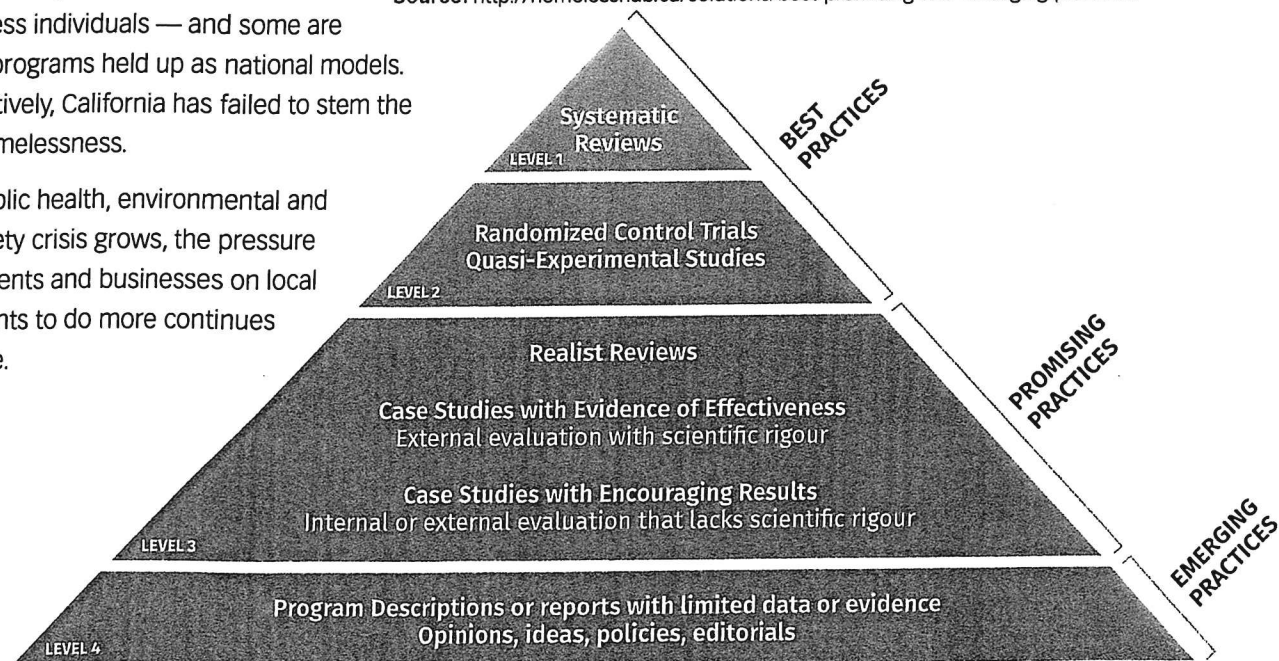 ess individuals — and some are
programs held up as national models.
tively, California has failed to stem the
melessness.
blic health, environmental and
ety crisis grows, the pressure
ents and businesses on local
nts to do more continues
e.
Systematic
Reviews
LEVEL 1
BEST
PRACTICES
Randomized Control Trials
Quasi-Experimental Studies
LEVEL 2
Realist Reviews
Case Studies with Evidence of Effectiveness
External evaluation with scientific rigour
Case Studies with Encouraging Results
Internal or external evaluation that lacks scientific rigour
LEVEL 3
PROMISING
PRACTICES
Program Descriptions or reports with limited data or evidence
Opinions, ideas, policies, editorials
LEVEL 4
EMERGING
PRACTICES